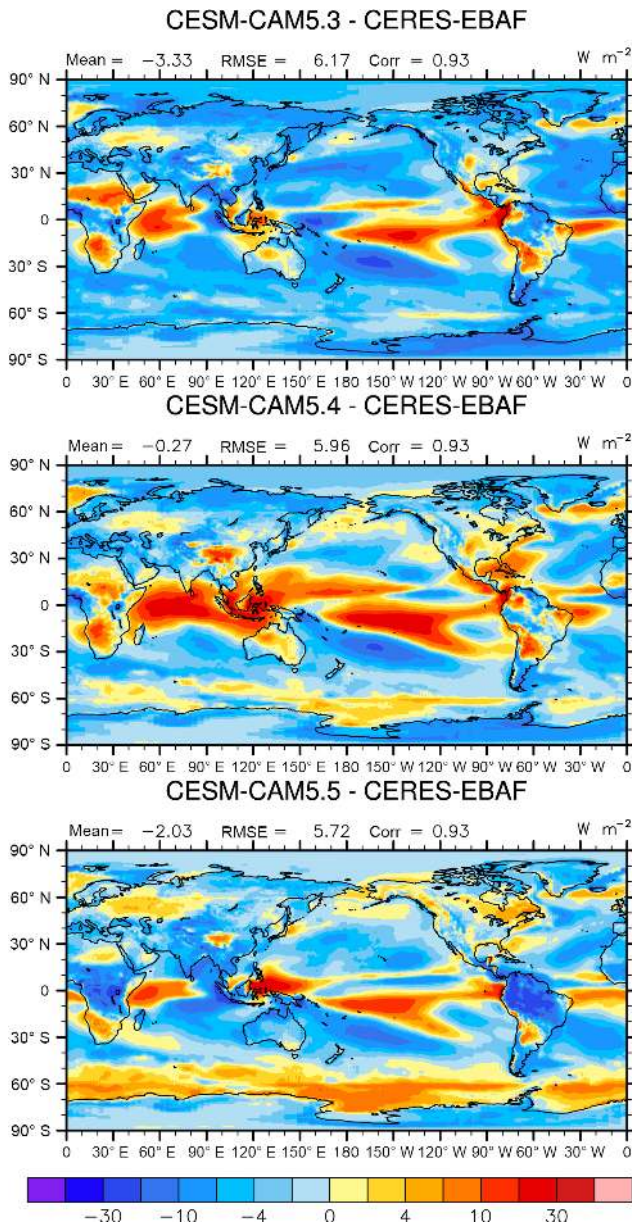 CESM-CAM5.3 - CERES-EBAF
Mean = -3.33 RMSE = 6.17 Corr = 0.93 W m⁻²
90° N
60° N
30° N
0
30° S
60° S
90° S
0 30° E 60° E 90° E 120° E 150° E 180° 150° W 120° W 90° W 60° W 30° W 0
CESM-CAM5.4 - CERES-EBAF
Mean = -0.27 RMSE = 5.96 Corr = 0.93 W m⁻²
90° N
60° N
30° N
0
30° S
60° S
90° S
0 30° E 60° E 90° E 120° E 150° E 180° 150° W 120° W 90° W 60° W 30° W 0
CESM-CAM5.5 - CERES-EBAF
Mean = -2.03 RMSE = 5.72 Corr = 0.93 W m⁻²
90° N
60° N
30° N
0
30° S
60° S
90° S
0 30° E 60° E 90° E 120° E 150° E 180° 150° W 120° W 90° W 60° W 30° W 0
-30 -10 -4 0 4 10 30